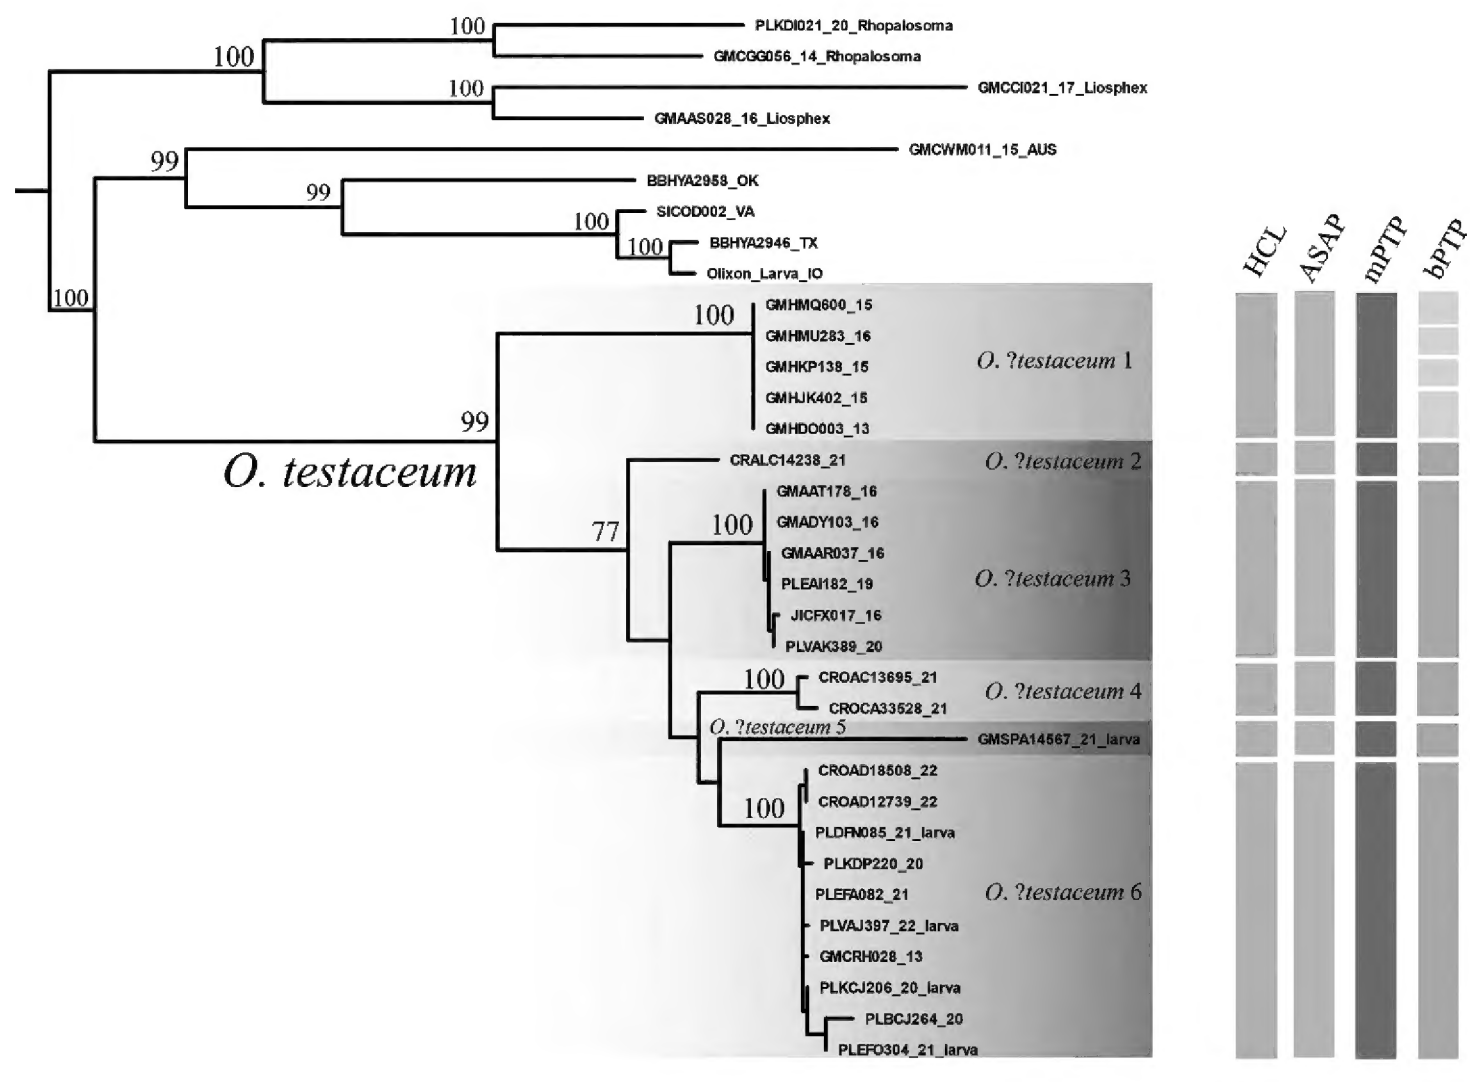 100 PLKDI021_20_Rhopalosoma
100 GMCGG056_14_Rhopalosoma
100 GMCCI021_17_Liosphex
GMAAS028_16_Liosphex
99 GMCWM011_15_AUS
99 BBHYA2958_OK
100 SICOD002_VA
100 BBHYA2946_TX
Olixon_Larva_IO
HCL ASAP mPTP bPTP
100
100 GMHMQ600_15
GMHMU283_16
GMHKP138_15 O. ?testaceum 1
GMHJK402_15
99 GMHDO003_13
O. testaceum
CRALC14238_21 O. ?testaceum 2
77
GMAAT178_16
100 GMADY103_16
GMAAR037_16
PLEAI182_19 O. ?testaceum 3
JICFX017_16
PLVAK389_20
100 CROAC13695_21
O. ?testaceum 4
CROCA33528_21
O. ?testaceum 5
GMSPA14567_21_larva
CROAD18508_22
100 CROAD12739_22
PLDFN085_21_larva
PLKDP220_20
PLEFA082_21 O. ?testaceum 6
PLVAJ397_22_larva
GMCRH028_13
PLKCJ206_20_larva
PLBCJ264_20
PLEFO304_21_larva